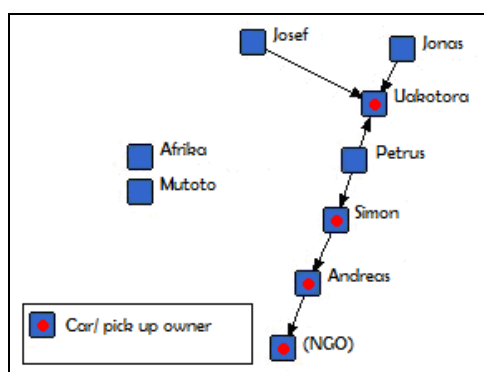 Josef
Jonas
Uakotora
Afrika
Petrus
Mutoto
Simon
Andreas
Car/ pick up owner
(NGO)